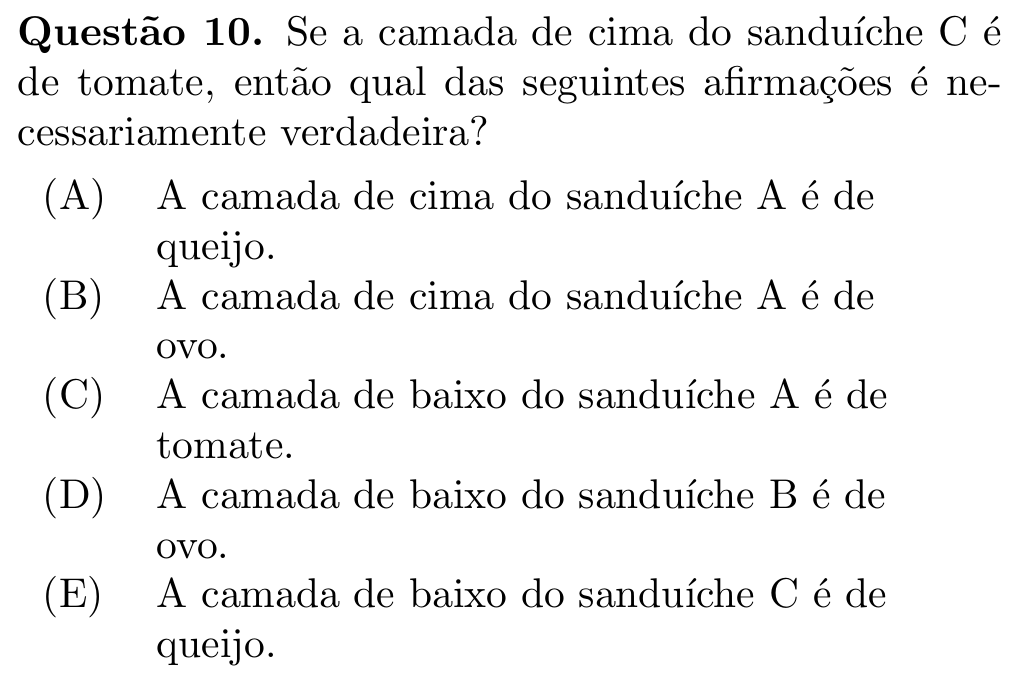 Questão 10. Se a camada de cima do sanduíche C é
de tomate, então qual das seguintes afirmações é ne-
cessariamente verdadeira?
(A) A camada de cima do sanduíche A é de
queijo.
(B) A camada de cima do sanduíche A é de
ovo.
(C) A camada de baixo do sanduíche A é de
tomate.
(D) A camada de baixo do sanduíche B é de
ovo.
(E) A camada de baixo do sanduíche C é de
queijo.